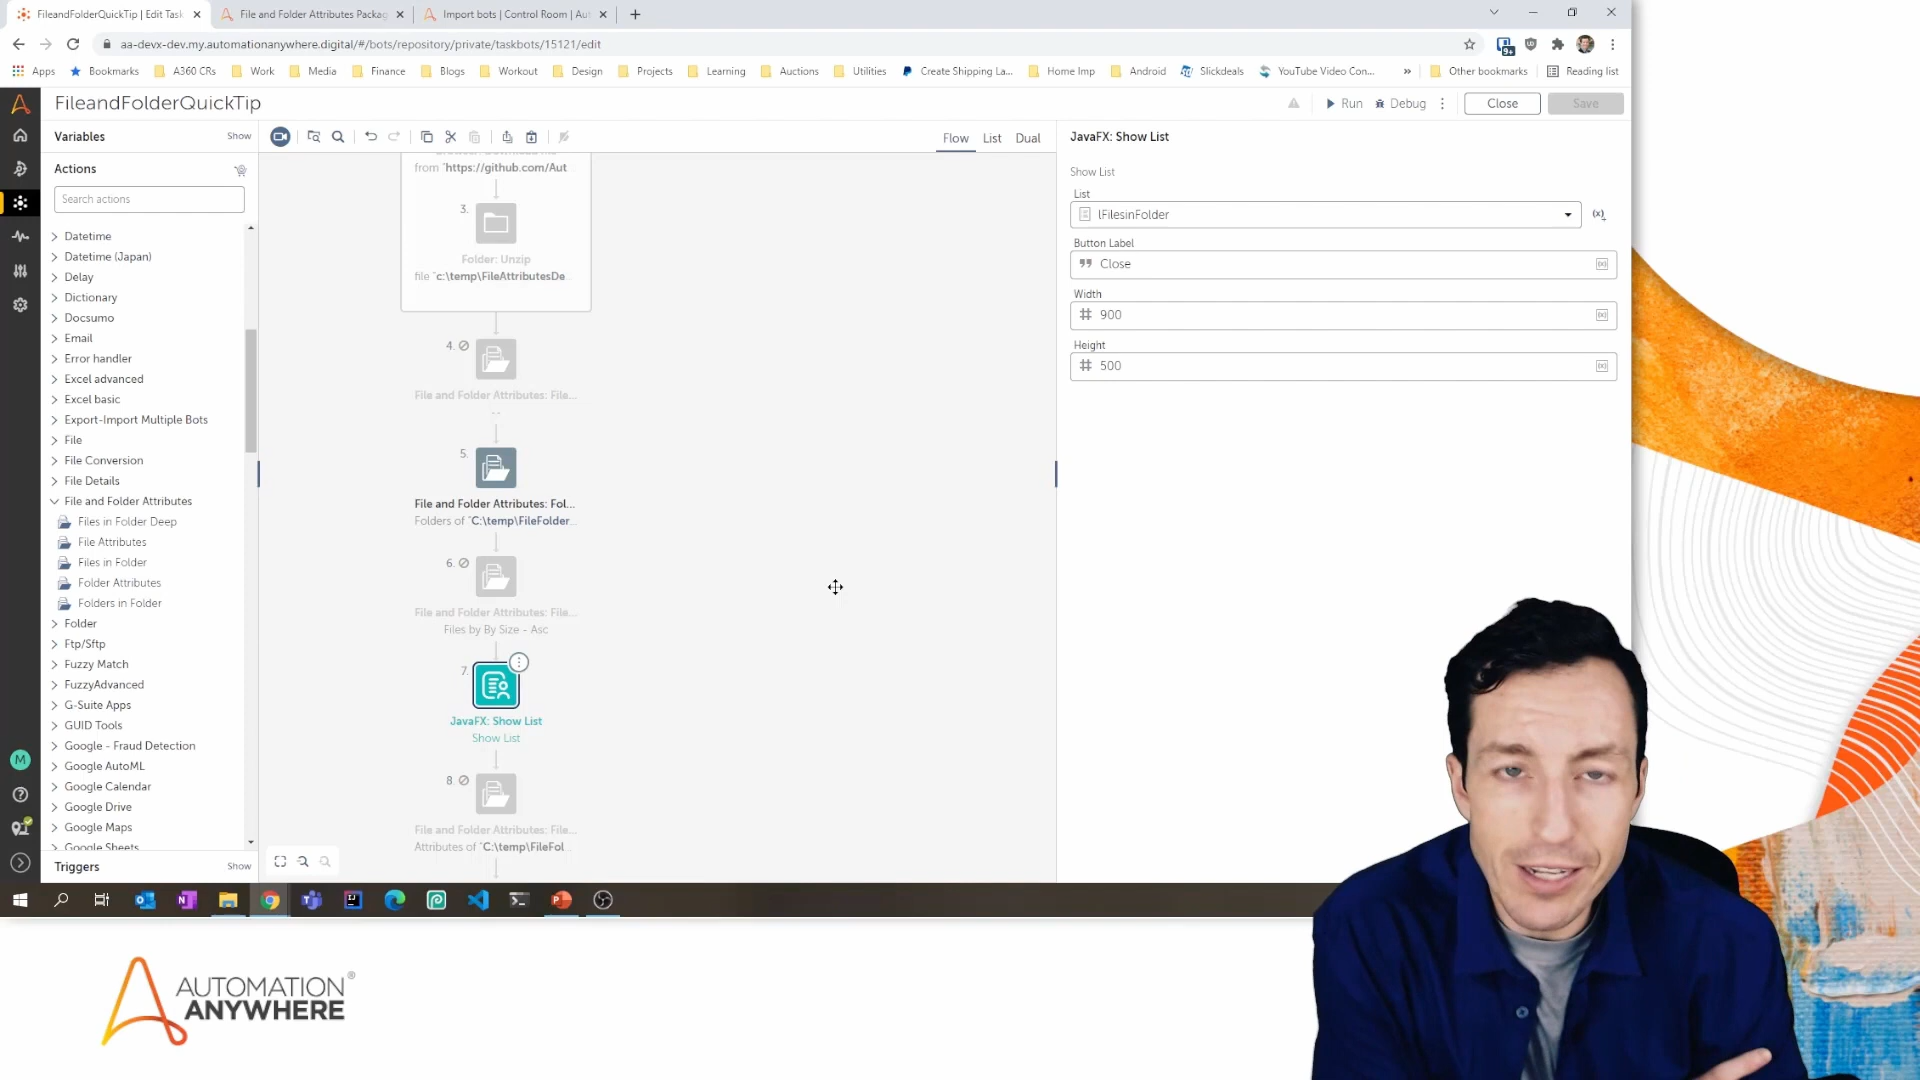 FileandFolderQuickTip | Edit Task
File and Folder Attributes Packag
Import bots | Control Room | Aut
aa-devx-dev.my.automationanywhere.digital/#/bots/repository/private/taskbots/15121/edit
9+
Apps
Bookmarks
A360 CRs
Work
Media
Finance
Blogs
Workout
Design
Projects
Learning
Auctions
Utilities
Create Shipping La...
Home Imp
Android
Slickdeals
YouTube Video Con...
»
Other bookmarks
Reading list
FileandFolderQuickTip
Run
Debug
Close
Save
Variables
Show
Flow
List
Dual
Actions
Search actions
Datetime
Datetime (Japan)
Delay
Dictionary
Docsumo
Email
Error handler
Excel advanced
Excel basic
Export-Import Multiple Bots
File
File Conversion
File Details
File and Folder Attributes
Files in Folder Deep
File Attributes
Files in Folder
Folder Attributes
Folders in Folder
Folder
Ftp/Sftp
Fuzzy Match
FuzzyAdvanced
G-Suite Apps
GUID Tools
Google - Fraud Detection
Google AutoML
Google Calendar
Google Drive
Google Maps
Google Sheets
Triggers
Show
M
from "https://github.com/Aut
3.
Folder: Unzip
file "c:\temp\FileAttributesDe...
4.
File and Folder Attributes: File...
--
5.
File and Folder Attributes: Fol...
Folders of "C:\temp\FileFolder...
6.
File and Folder Attributes: File...
Files by By Size - Asc
7.
JavaFX: Show List
Show List
8.
File and Folder Attributes: File...
Attributes of "C:\temp\FileFol...
JavaFX: Show List
Show List
List
lFilesinFolder
(x)
Button Label
Close
Width
# 900
Height
# 500
AUTOMATION®
ANYWHERE